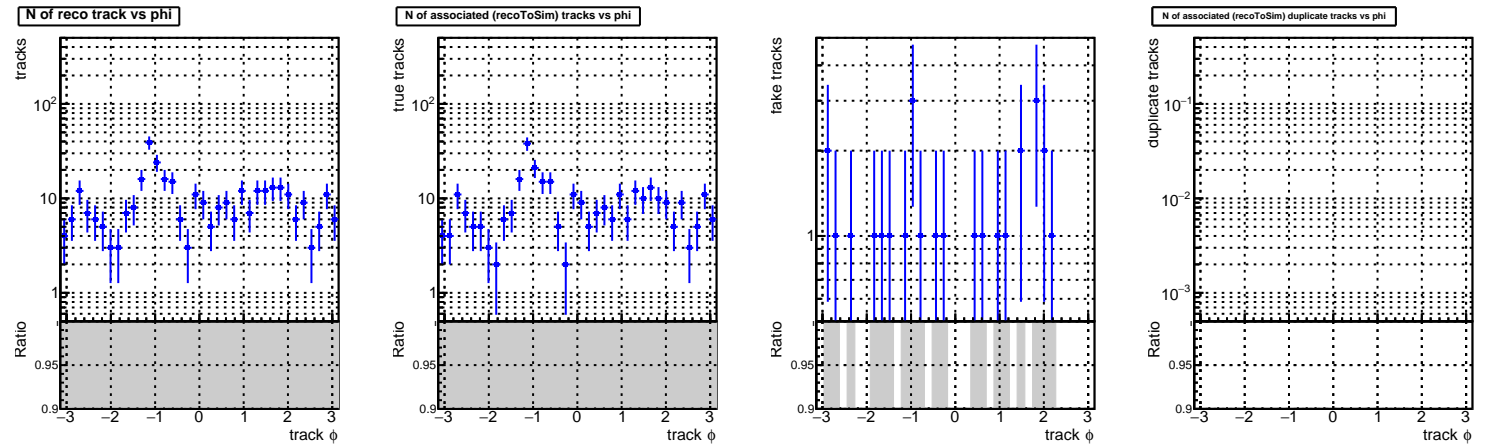 N of reco track vs phi
tracks
10²
10
1
Ratio
0.95
0.9
−3 −2 −1 0 1 2 3
track ϕ
N of associated (recoToSim) tracks vs phi
true tracks
10²
10
1
Ratio
0.95
0.9
−3 −2 −1 0 1 2 3
track ϕ
fake tracks
1
Ratio
0.95
0.9
−3 −2 −1 0 1 2 3
track ϕ
N of associated (recoToSim) duplicate tracks vs phi
duplicate tracks
10⁻¹
10⁻²
10⁻³
Ratio
0.95
0.9
−3 −2 −1 0 1 2 3
track ϕ